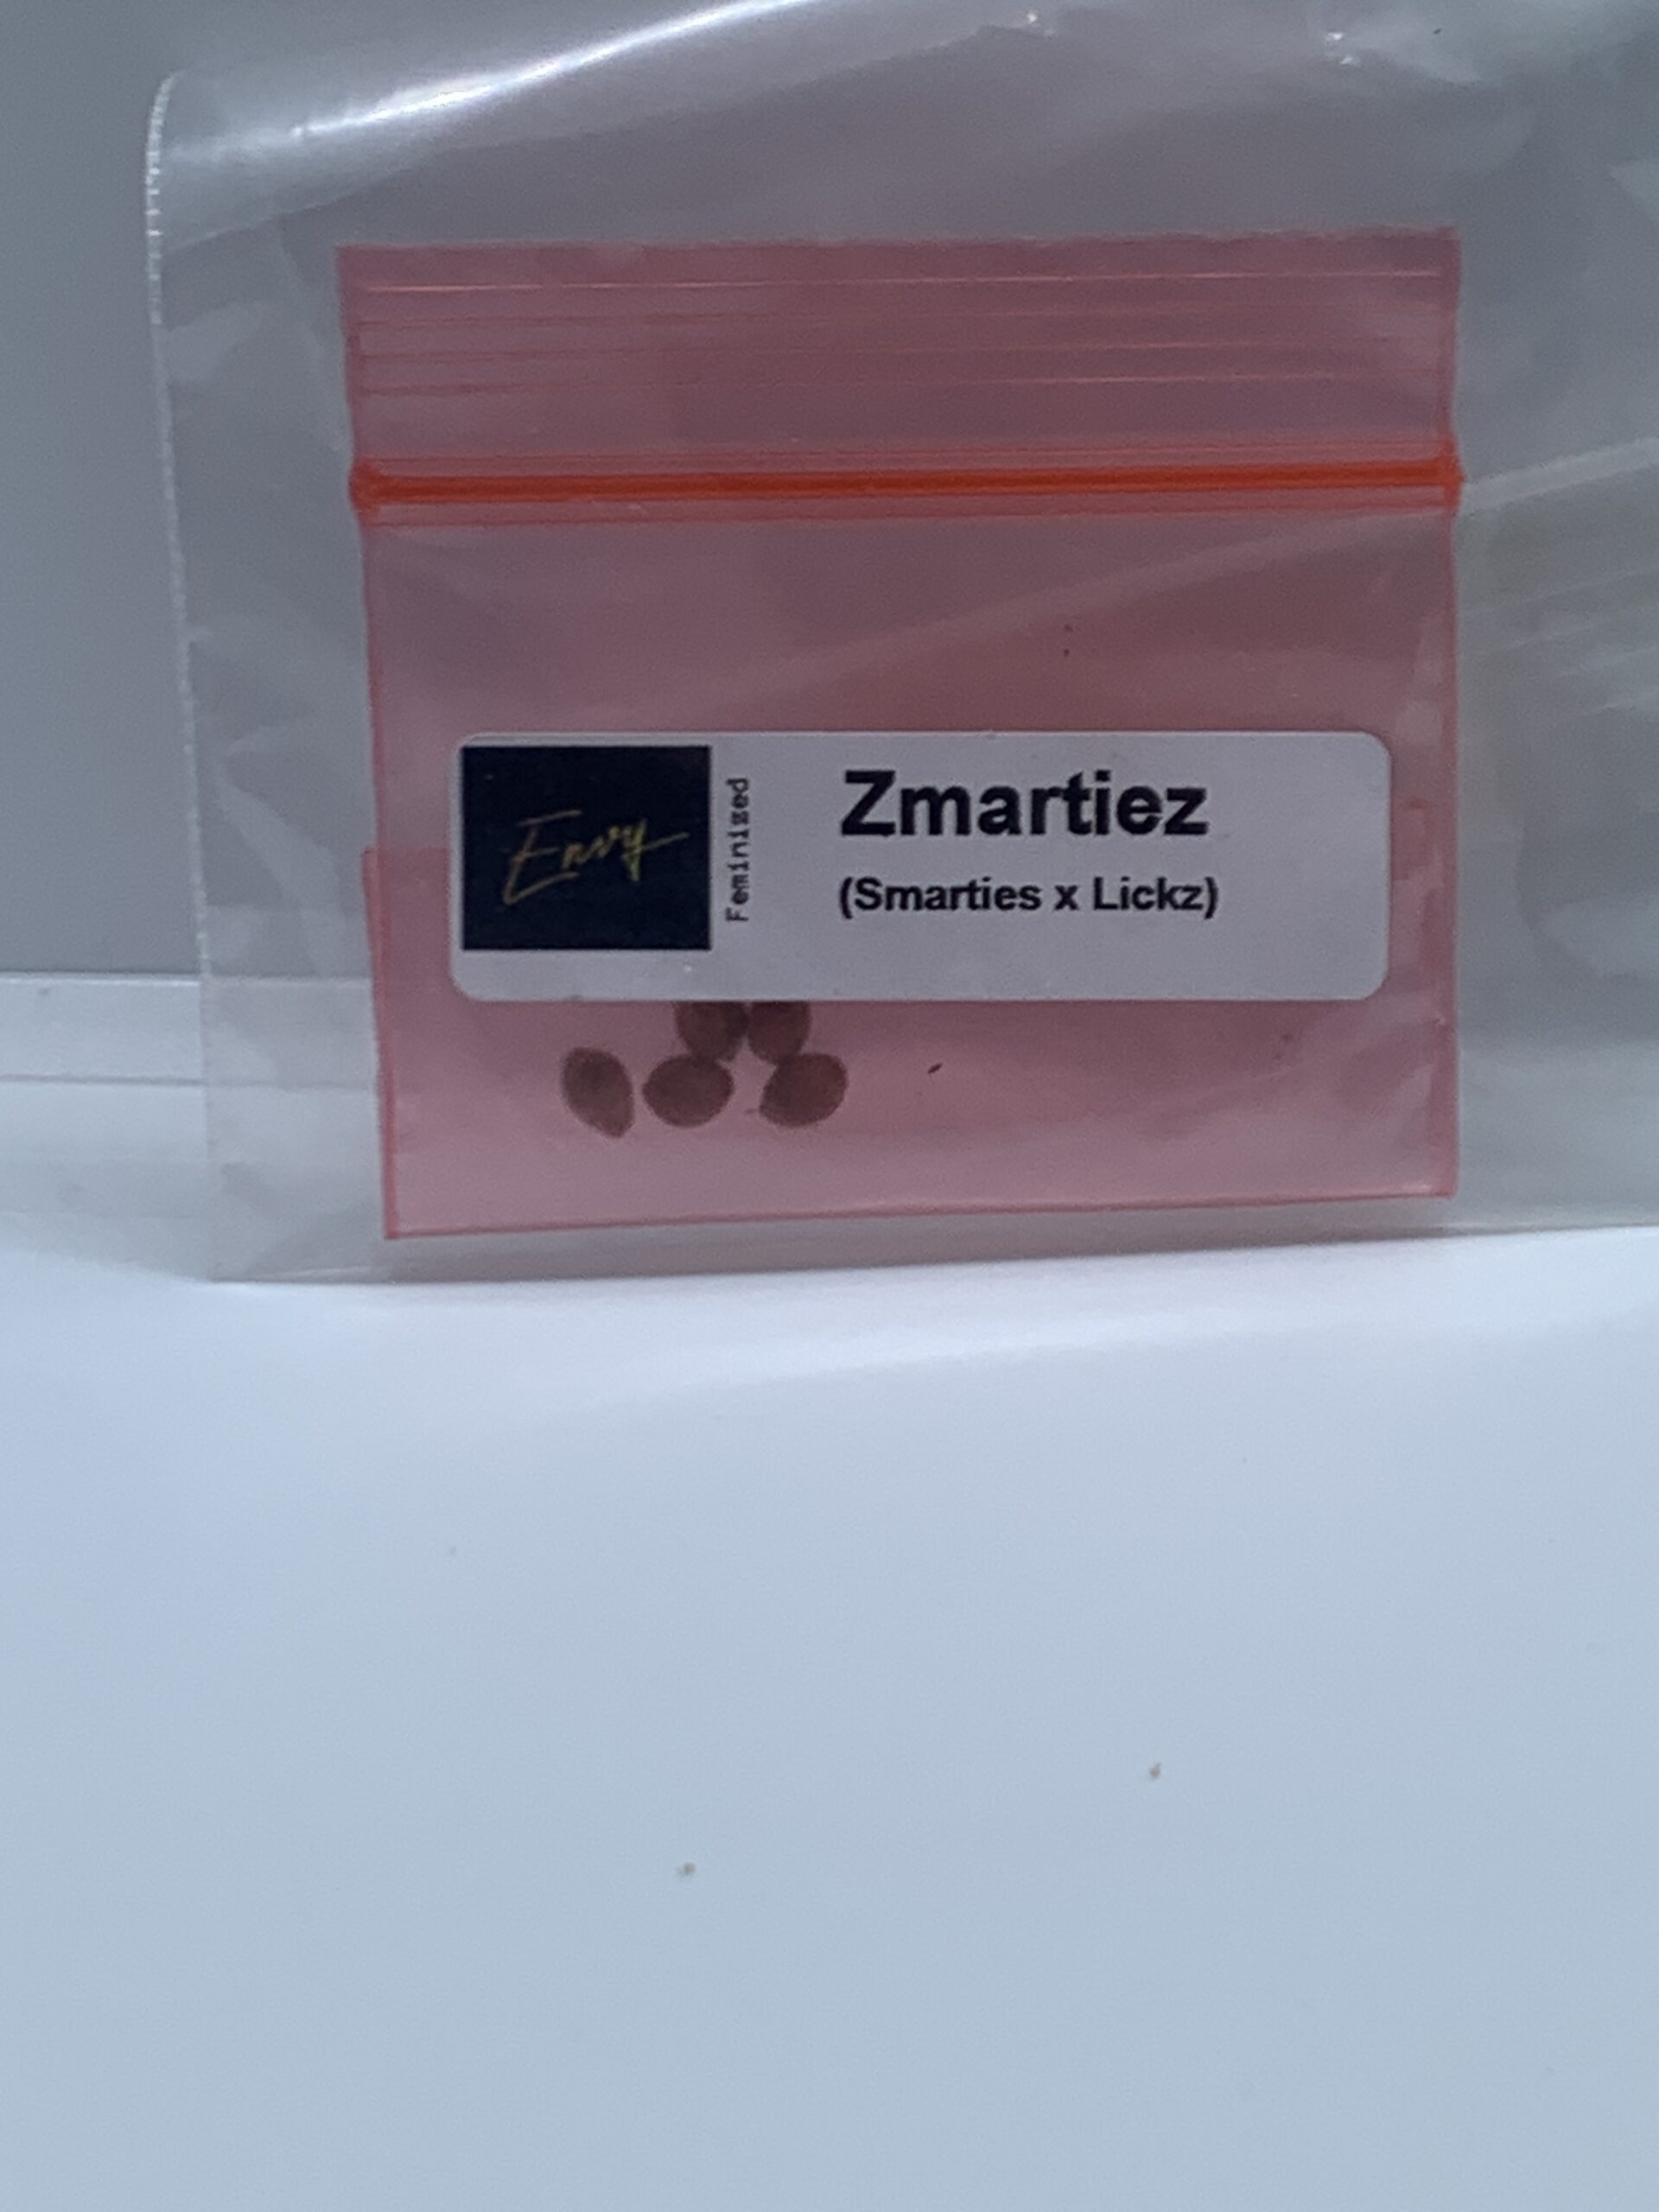 Envy
Feminized
Zmartiez
(Smarties x Lickz)